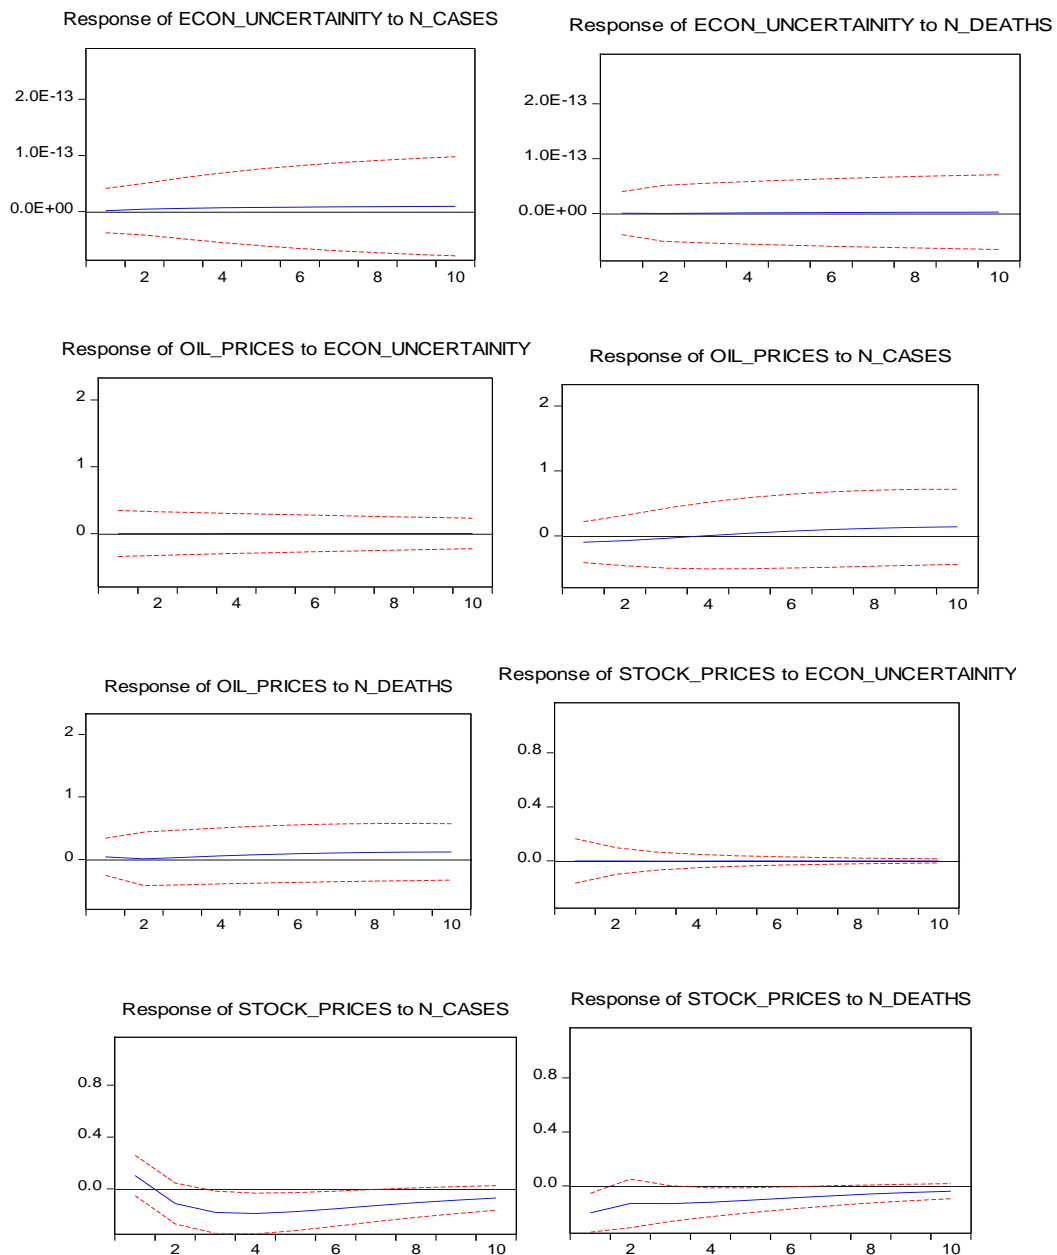 Response of ECON_UNCERTAINITY to N_CASES
2.0E-13
1.0E-13
0.0E+00
2 4 6 8 10
Response of ECON_UNCERTAINITY to N_DEATHS
2.0E-13
1.0E-13
0.0E+00
2 4 6 8 10
Response of OIL_PRICES to ECON_UNCERTAINITY
2
1
0
2 4 6 8 10
Response of OIL_PRICES to N_CASES
2
1
0
2 4 6 8 10
Response of OIL_PRICES to N_DEATHS
2
1
0
2 4 6 8 10
Response of STOCK_PRICES to ECON_UNCERTAINITY
0.8
0.4
0.0
2 4 6 8 10
Response of STOCK_PRICES to N_CASES
0.8
0.4
0.0
2 4 6 8 10
Response of STOCK_PRICES to N_DEATHS
0.8
0.4
0.0
2 4 6 8 10